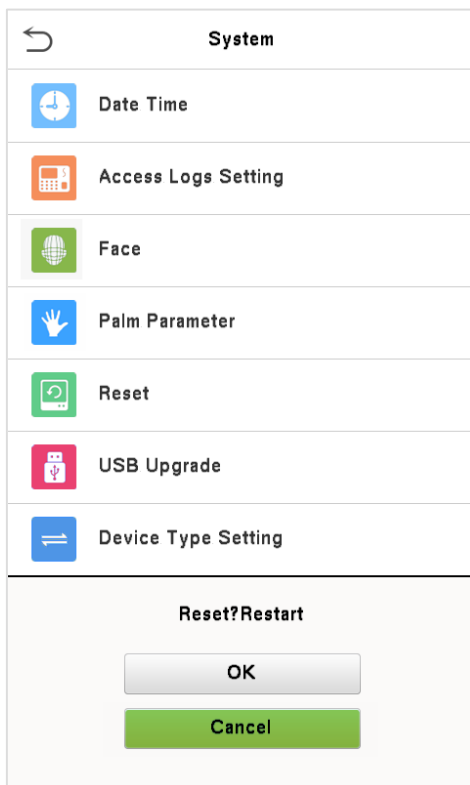 System
Date Time
Access Logs Setting
Face
Palm Parameter
Reset
USB Upgrade
Device Type Setting
Reset?Restart
OK
Cancel